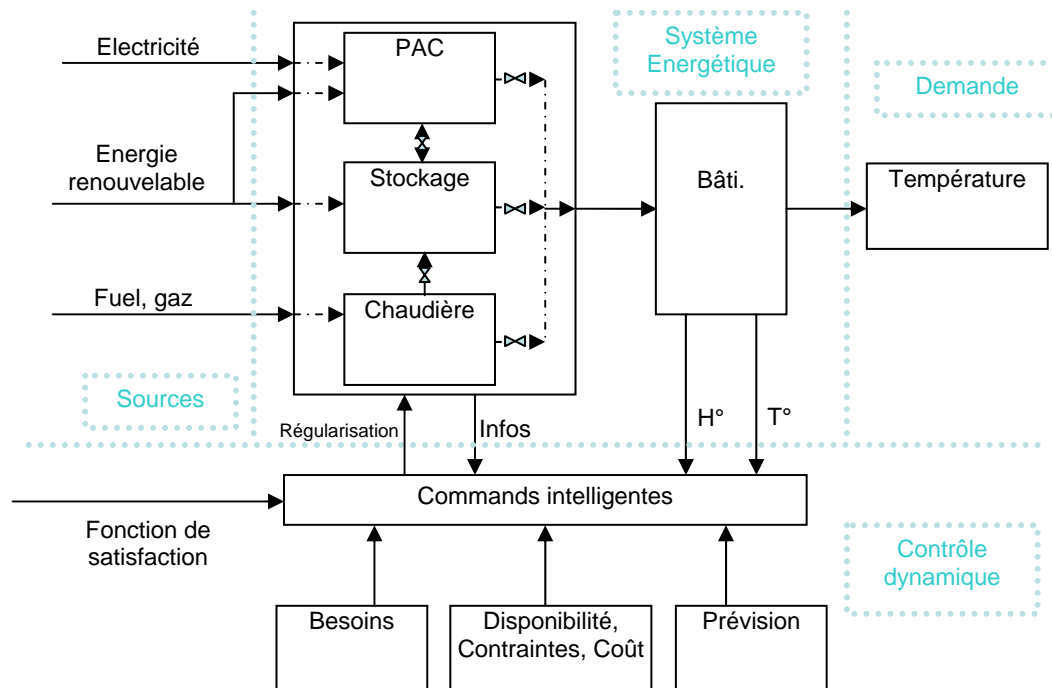 Electricité
PAC
Système
Energétique
Demande
Energie
renouvelable
Stockage
Bâti.
Température
Fuel, gaz
Chaudière
Sources
Régularisation
Infos
H°
T°
Commands intelligentes
Fonction de
satisfaction
Contrôle
dynamique
Besoins
Disponibilité,
Contraintes, Coût
Prévision